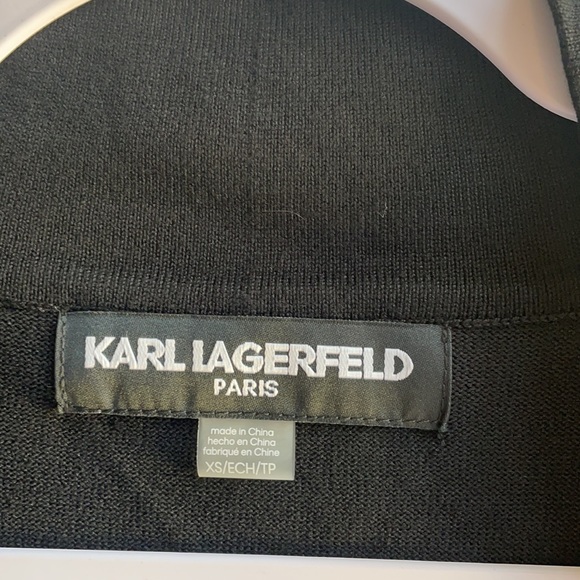 KARL LAGERFELD
PARIS
made in China
hecho en China
fabriqué en Chine
XS/ECH/TP